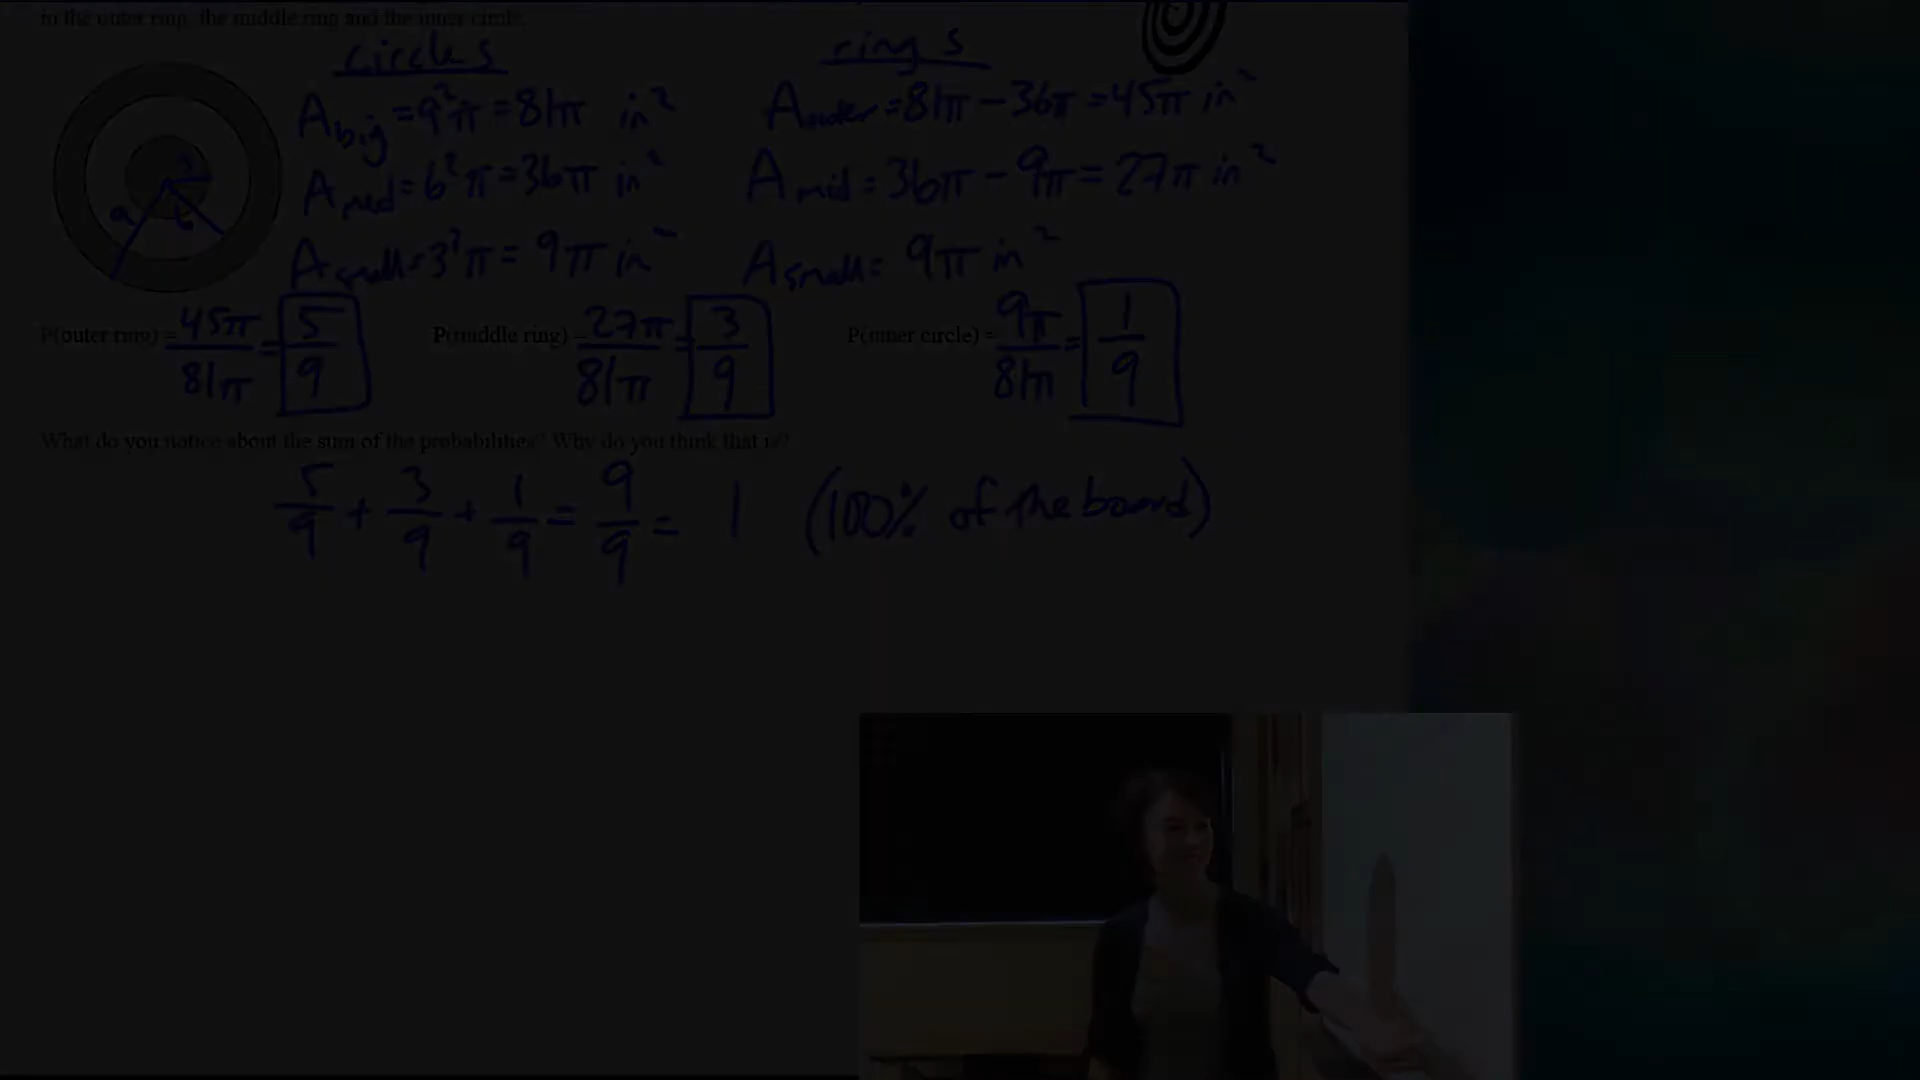 in the outer ring, the middle ring and the inner circle.
circles
rings
A big = 9²π = 81π in²
A outer = 81π − 36π = 45π in²
A med = 6²π = 36π in²
A mid = 36π − 9π = 27π in²
A small = 3²π = 9π in²
A small = 9π in²
3
9
6
P(outer ring) = 45π/81π = 5/9
P(middle ring) = 27π/81π = 3/9
P(inner circle) = 9π/81π = 1/9
What do you notice about the sum of the probabilities? Why do you think that is?
5/9 + 3/9 + 1/9 = 9/9 = 1 (100% of the board)